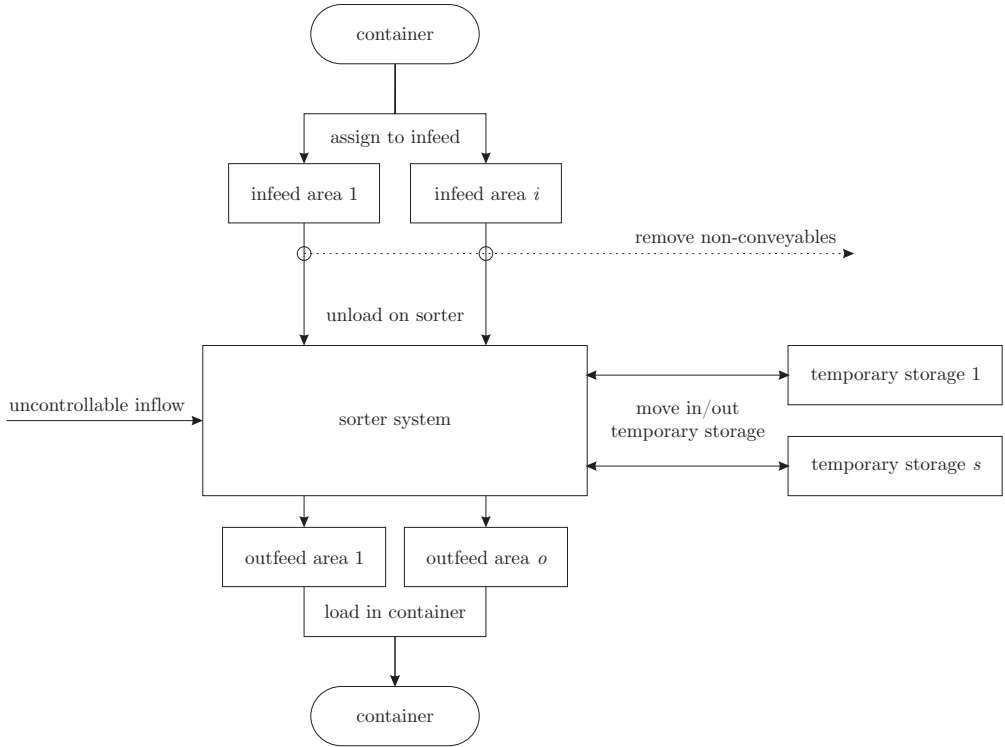 container
assign to infeed
infeed area 1
infeed area i
remove non-conveyables
unload on sorter
uncontrollable inflow
sorter system
move in/out
temporary storage
temporary storage 1
temporary storage s
outfeed area 1
outfeed area o
load in container
container